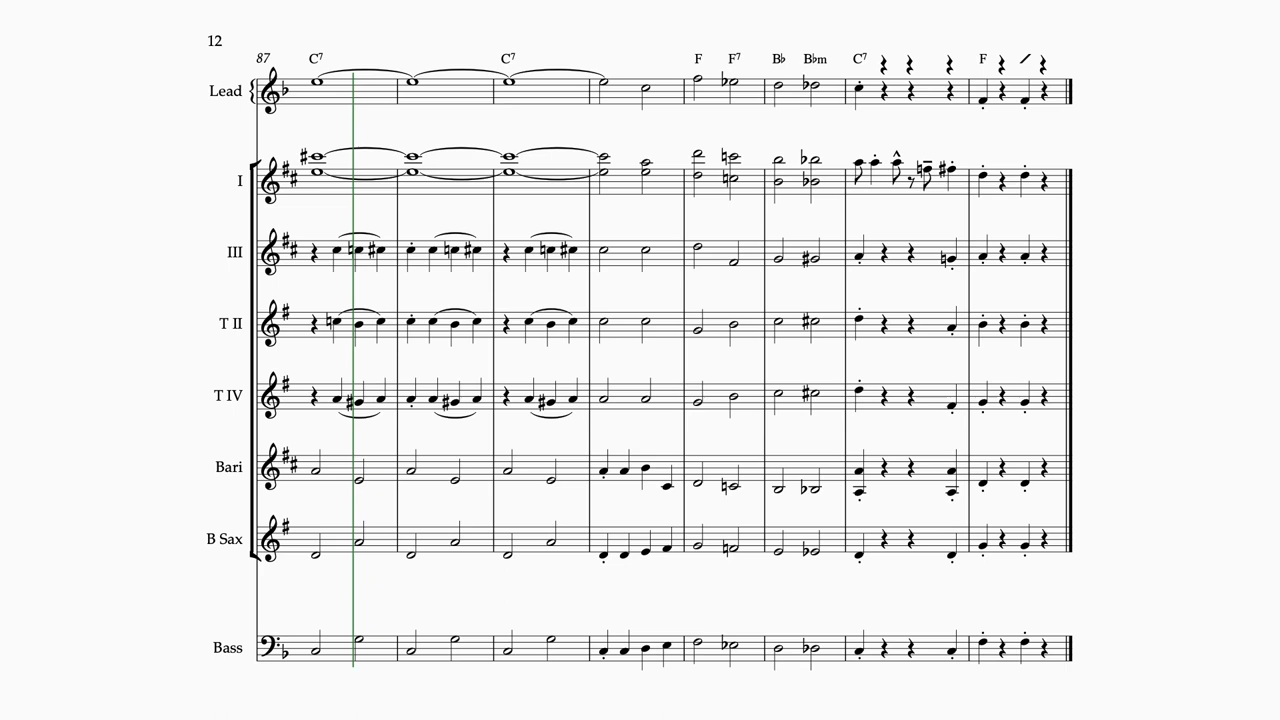 12
87 C7 C7 F F7 B♭ B♭m C7 F
Lead
I
III
T II
T IV
Bari
B Sax
Bass